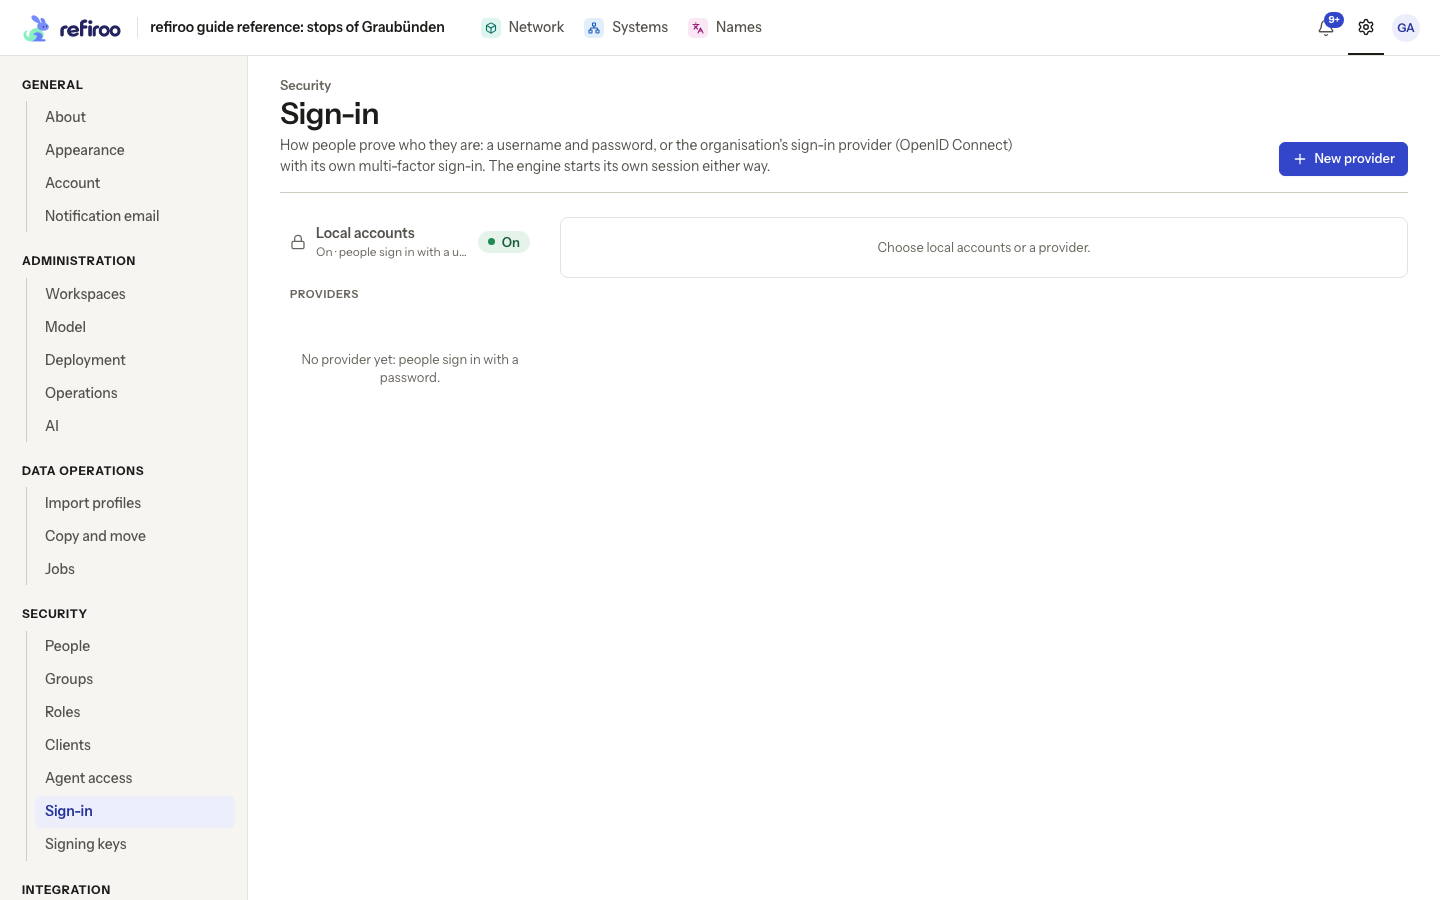 refiroo
refiroo guide reference: stops of Graubünden
Network
Systems
Names
9+
GA
GENERAL
About
Appearance
Account
Notification email
ADMINISTRATION
Workspaces
Model
Deployment
Operations
AI
DATA OPERATIONS
Import profiles
Copy and move
Jobs
SECURITY
People
Groups
Roles
Clients
Agent access
Sign-in
Signing keys
INTEGRATION
Security
Sign-in
How people prove who they are: a username and password, or the organisation's sign-in provider (OpenID Connect)
with its own multi-factor sign-in. The engine starts its own session either way.
New provider
Local accounts
On · people sign in with a u...
On
PROVIDERS
No provider yet: people sign in with a
password.
Choose local accounts or a provider.